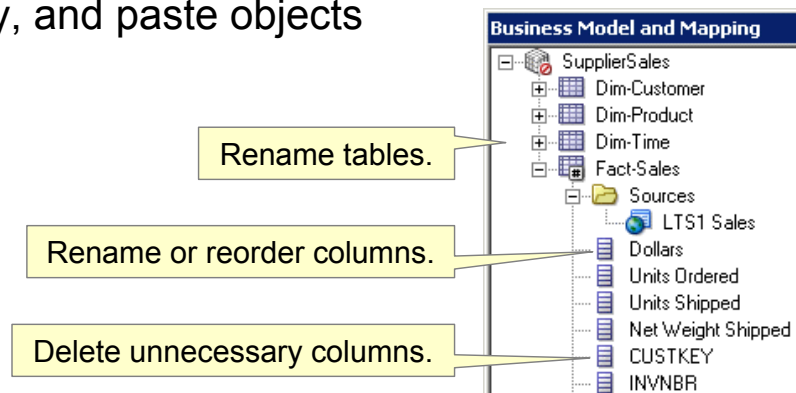 y, and paste objects
Business Model and Mapping
SupplierSales
Dim-Customer
Dim-Product
Dim-Time
Fact-Sales
Sources
LTS1 Sales
Dollars
Units Ordered
Units Shipped
Net Weight Shipped
CUSTKEY
INVNBR
Rename tables.
Rename or reorder columns.
Delete unnecessary columns.